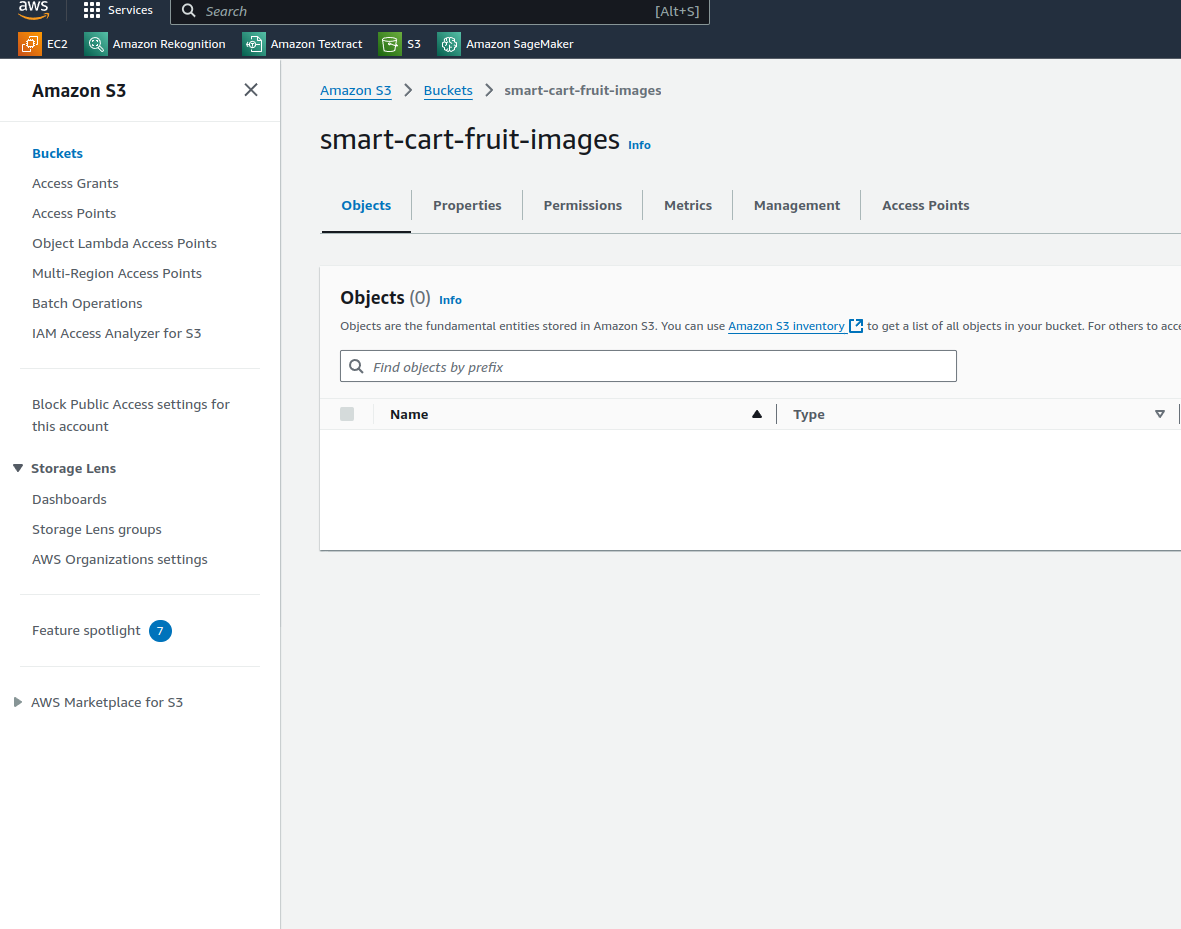 aws
Services
Search [Alt+S]
EC2 Amazon Rekognition Amazon Textract S3 Amazon SageMaker
Amazon S3
Buckets
Access Grants
Access Points
Object Lambda Access Points
Multi-Region Access Points
Batch Operations
IAM Access Analyzer for S3
Block Public Access settings for
this account
Storage Lens
Dashboards
Storage Lens groups
AWS Organizations settings
Feature spotlight 7
AWS Marketplace for S3
Amazon S3 Buckets smart-cart-fruit-images
smart-cart-fruit-images Info
Objects Properties Permissions Metrics Management Access Points
Objects (0) Info
Objects are the fundamental entities stored in Amazon S3. You can use Amazon S3 inventory to get a list of all objects in your bucket. For others to acce
Find objects by prefix
Name Type